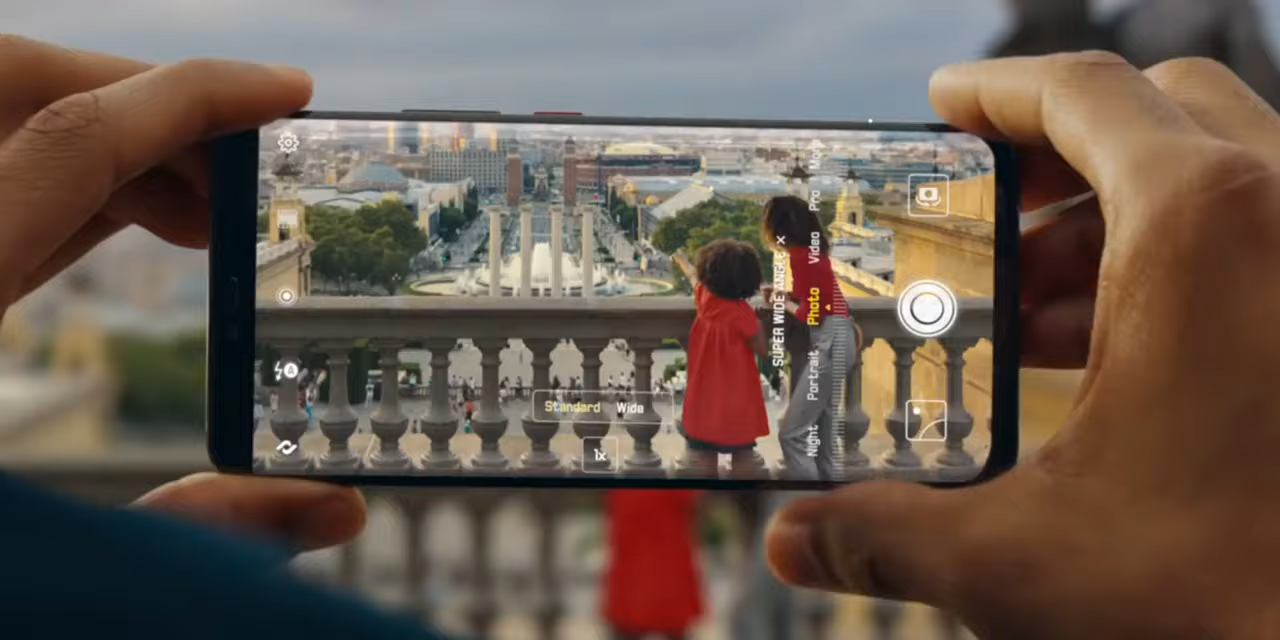 More
Pro
Video
Photo
Portrait
Night
SUPER WIDE ANGLE ×
A
Standard Wide
1x